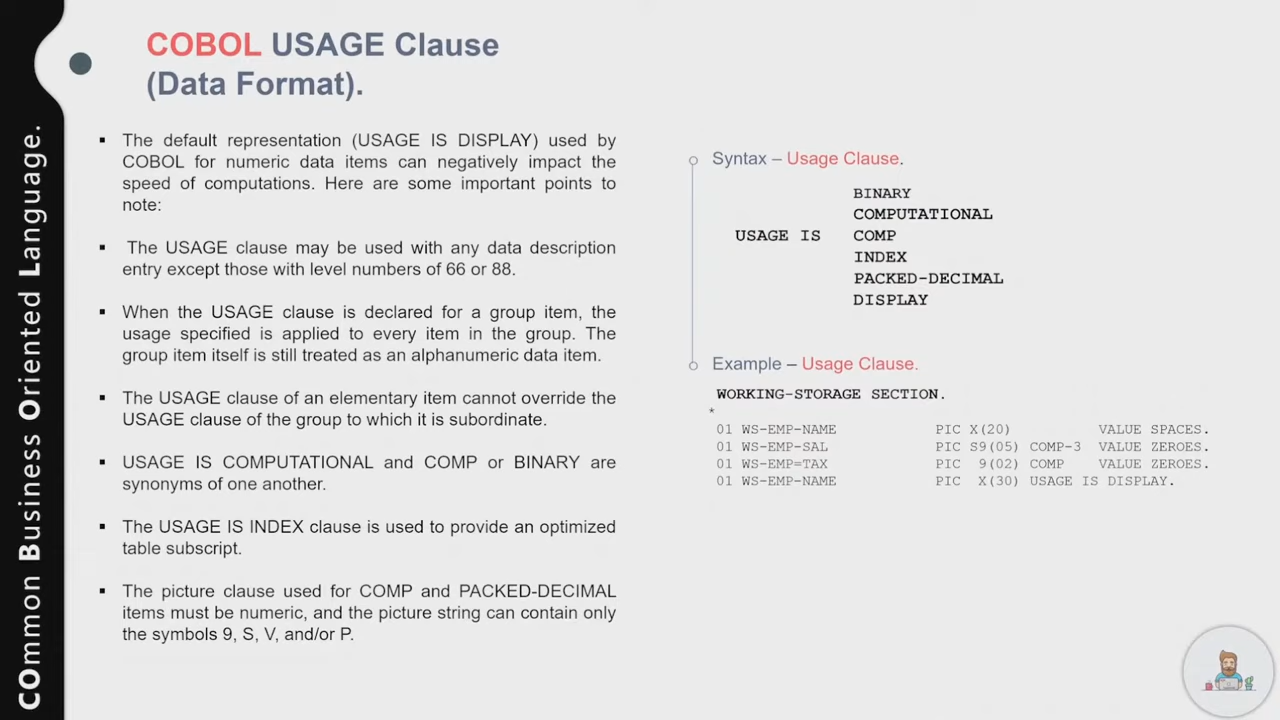 COmmon Business Oriented Language.
COBOL USAGE Clause
(Data Format).
▪ The default representation (USAGE IS DISPLAY) used by
COBOL for numeric data items can negatively impact the
speed of computations. Here are some important points to
note:
▪ The USAGE clause may be used with any data description
entry except those with level numbers of 66 or 88.
▪ When the USAGE clause is declared for a group item, the
usage specified is applied to every item in the group. The
group item itself is still treated as an alphanumeric data item.
▪ The USAGE clause of an elementary item cannot override the
USAGE clause of the group to which it is subordinate.
▪ USAGE IS COMPUTATIONAL and COMP or BINARY are
synonyms of one another.
▪ The USAGE IS INDEX clause is used to provide an optimized
table subscript.
▪ The picture clause used for COMP and PACKED-DECIMAL
items must be numeric, and the picture string can contain only
the symbols 9, S, V, and/or P.
Syntax – Usage Clause.
BINARY
COMPUTATIONAL
USAGE IS COMP
INDEX
PACKED-DECIMAL
DISPLAY
Example – Usage Clause.
WORKING-STORAGE SECTION.
*
01 WS-EMP-NAME PIC X(20) VALUE SPACES.
01 WS-EMP-SAL PIC S9(05) COMP-3 VALUE ZEROES.
01 WS-EMP=TAX PIC 9(02) COMP VALUE ZEROES.
01 WS-EMP-NAME PIC X(30) USAGE IS DISPLAY.